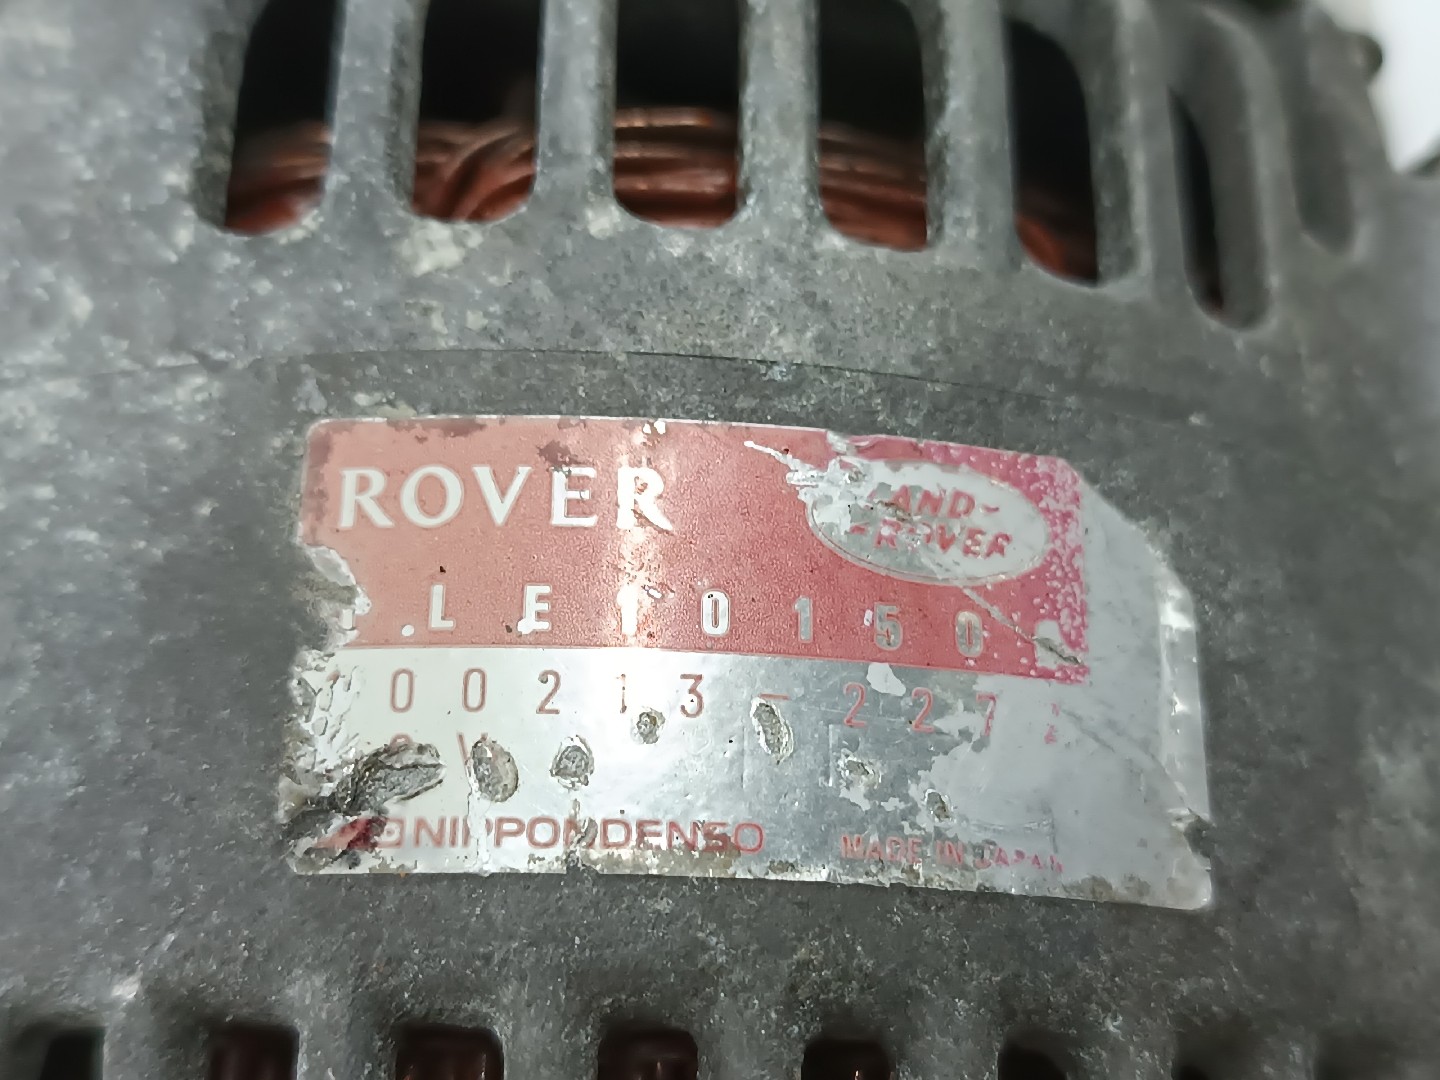 ROVER
LAND-
-ROVER
LE10150
00213-227
NIPPONDENSO MADE IN JAPAN